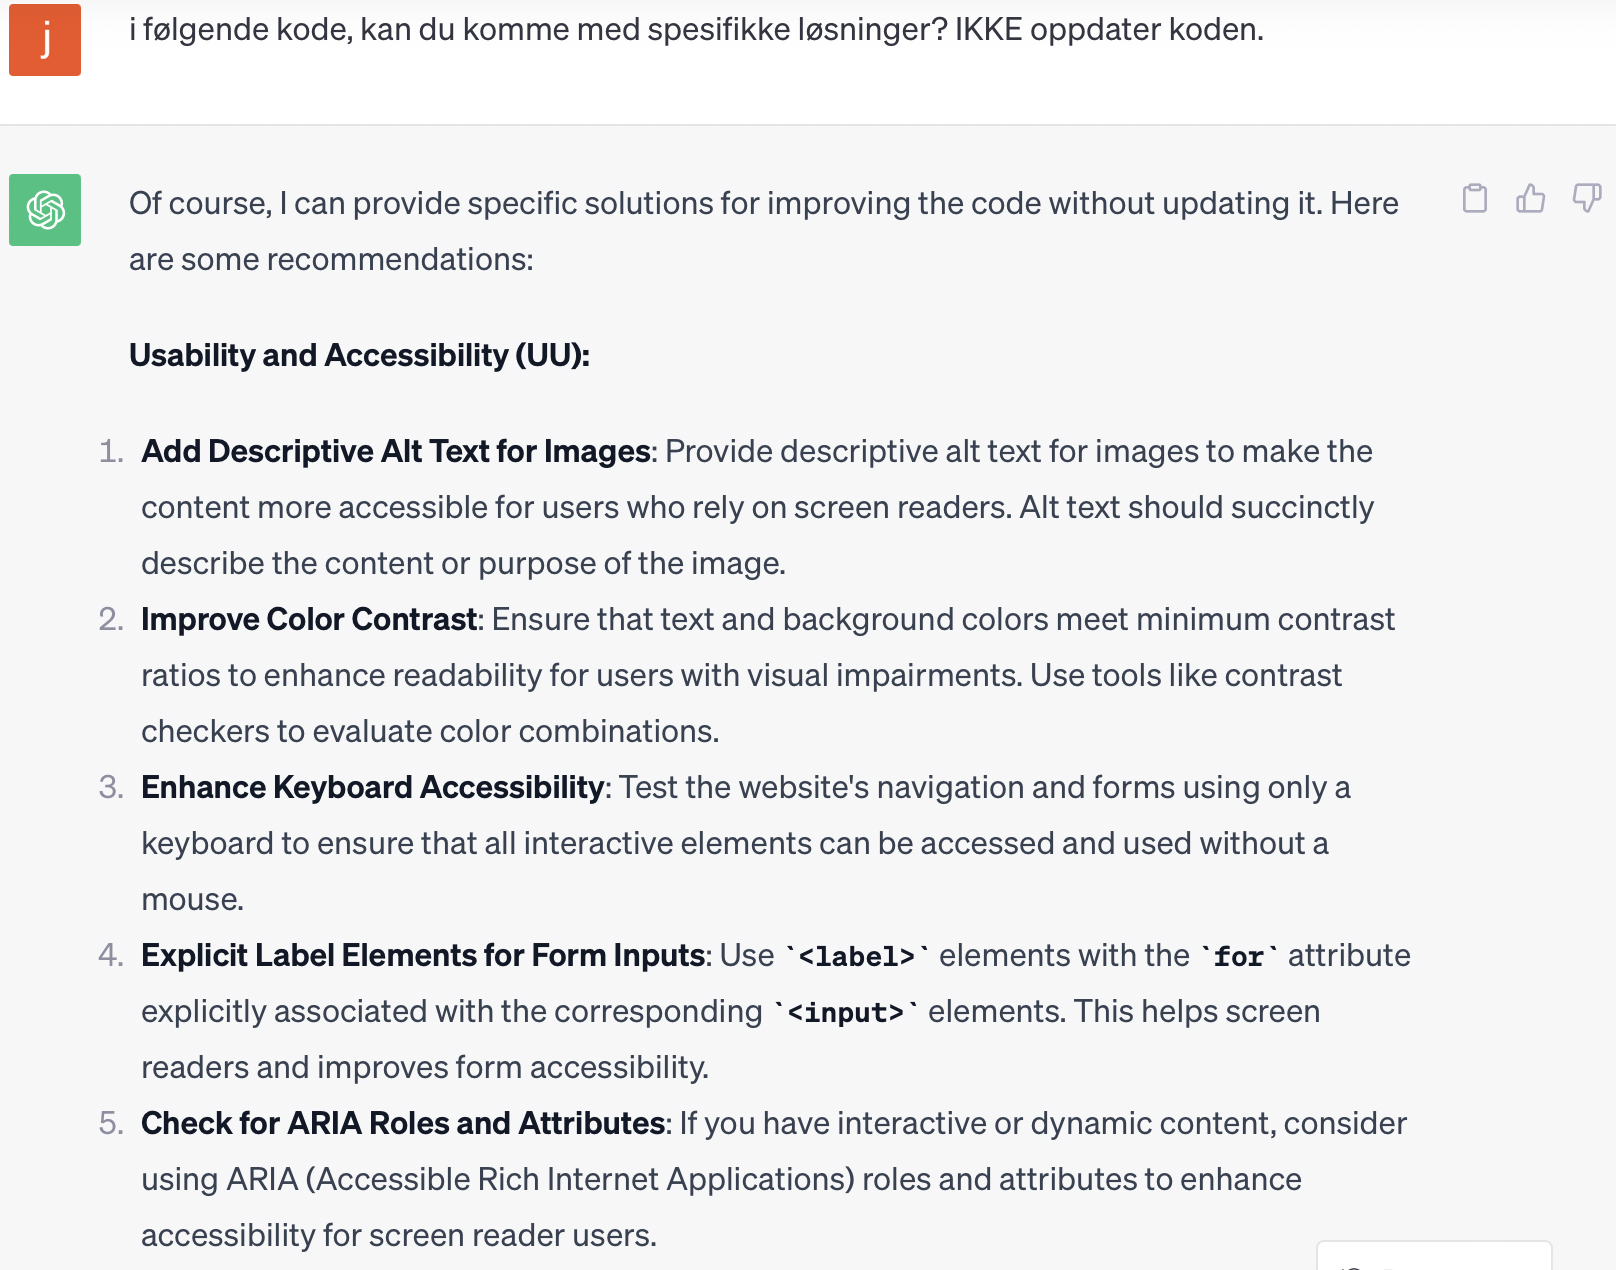 j
i følgende kode, kan du komme med spesifikke løsninger? IKKE oppdater koden.
Of course, I can provide specific solutions for improving the code without updating it. Here
are some recommendations:
Usability and Accessibility (UU):
1. Add Descriptive Alt Text for Images: Provide descriptive alt text for images to make the
content more accessible for users who rely on screen readers. Alt text should succinctly
describe the content or purpose of the image.
2. Improve Color Contrast: Ensure that text and background colors meet minimum contrast
ratios to enhance readability for users with visual impairments. Use tools like contrast
checkers to evaluate color combinations.
3. Enhance Keyboard Accessibility: Test the website's navigation and forms using only a
keyboard to ensure that all interactive elements can be accessed and used without a
mouse.
4. Explicit Label Elements for Form Inputs: Use `<label>` elements with the `for` attribute
explicitly associated with the corresponding `<input>` elements. This helps screen
readers and improves form accessibility.
5. Check for ARIA Roles and Attributes: If you have interactive or dynamic content, consider
using ARIA (Accessible Rich Internet Applications) roles and attributes to enhance
accessibility for screen reader users.